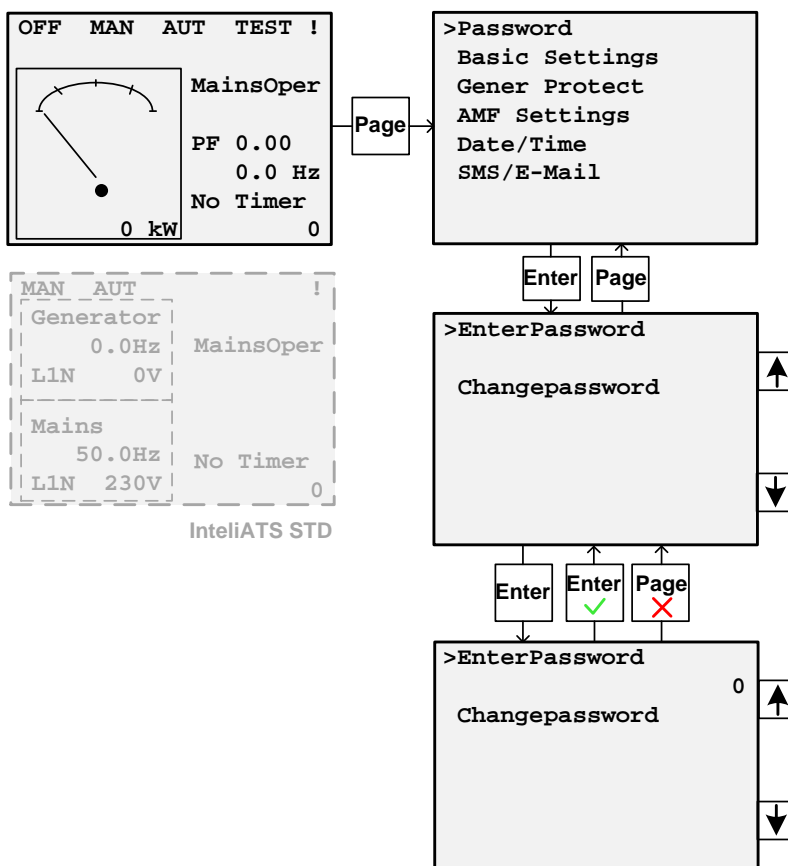 OFF MAN AUT TEST !
MainsOper
PF 0.00
0.0 Hz
No Timer
0 kW 0
Page
>Password
Basic Settings
Gener Protect
AMF Settings
Date/Time
SMS/E-Mail
Enter Page
MAN AUT !
Generator
0.0Hz MainsOper
L1N 0V
Mains
50.0Hz No Timer
L1N 230V 0
InteliATS STD
>EnterPassword
Changepassword
Enter Enter Page
>EnterPassword
0
Changepassword